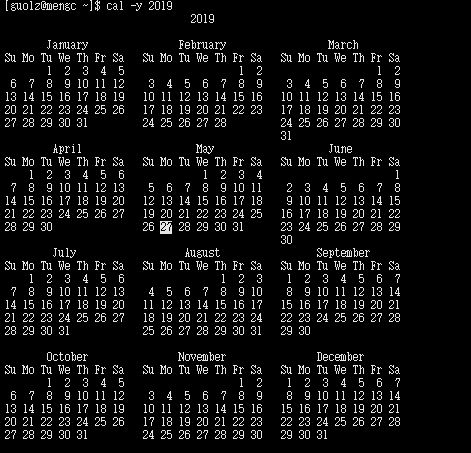 [guolz@mengc ~]$ cal -y 2019
                               2019

       January               February                 March
Su Mo Tu We Th Fr Sa   Su Mo Tu We Th Fr Sa   Su Mo Tu We Th Fr Sa
       1  2  3  4  5                   1  2                   1  2
 6  7  8  9 10 11 12    3  4  5  6  7  8  9    3  4  5  6  7  8  9
13 14 15 16 17 18 19   10 11 12 13 14 15 16   10 11 12 13 14 15 16
20 21 22 23 24 25 26   17 18 19 20 21 22 23   17 18 19 20 21 22 23
27 28 29 30 31         24 25 26 27 28         24 25 26 27 28 29 30
                                              31
        April                   May                   June
Su Mo Tu We Th Fr Sa   Su Mo Tu We Th Fr Sa   Su Mo Tu We Th Fr Sa
    1  2  3  4  5  6             1  2  3  4                      1
 7  8  9 10 11 12 13    5  6  7  8  9 10 11    2  3  4  5  6  7  8
14 15 16 17 18 19 20   12 13 14 15 16 17 18    9 10 11 12 13 14 15
21 22 23 24 25 26 27   19 20 21 22 23 24 25   16 17 18 19 20 21 22
28 29 30               26 27 28 29 30 31      23 24 25 26 27 28 29
                                              30
        July                  August                September
Su Mo Tu We Th Fr Sa   Su Mo Tu We Th Fr Sa   Su Mo Tu We Th Fr Sa
    1  2  3  4  5  6                1  2  3    1  2  3  4  5  6  7
 7  8  9 10 11 12 13    4  5  6  7  8  9 10    8  9 10 11 12 13 14
14 15 16 17 18 19 20   11 12 13 14 15 16 17   15 16 17 18 19 20 21
21 22 23 24 25 26 27   18 19 20 21 22 23 24   22 23 24 25 26 27 28
28 29 30 31            25 26 27 28 29 30 31   29 30

       October               November               December
Su Mo Tu We Th Fr Sa   Su Mo Tu We Th Fr Sa   Su Mo Tu We Th Fr Sa
       1  2  3  4  5                   1  2    1  2  3  4  5  6  7
 6  7  8  9 10 11 12    3  4  5  6  7  8  9    8  9 10 11 12 13 14
13 14 15 16 17 18 19   10 11 12 13 14 15 16   15 16 17 18 19 20 21
20 21 22 23 24 25 26   17 18 19 20 21 22 23   22 23 24 25 26 27 28
27 28 29 30 31         24 25 26 27 28 29 30   29 30 31